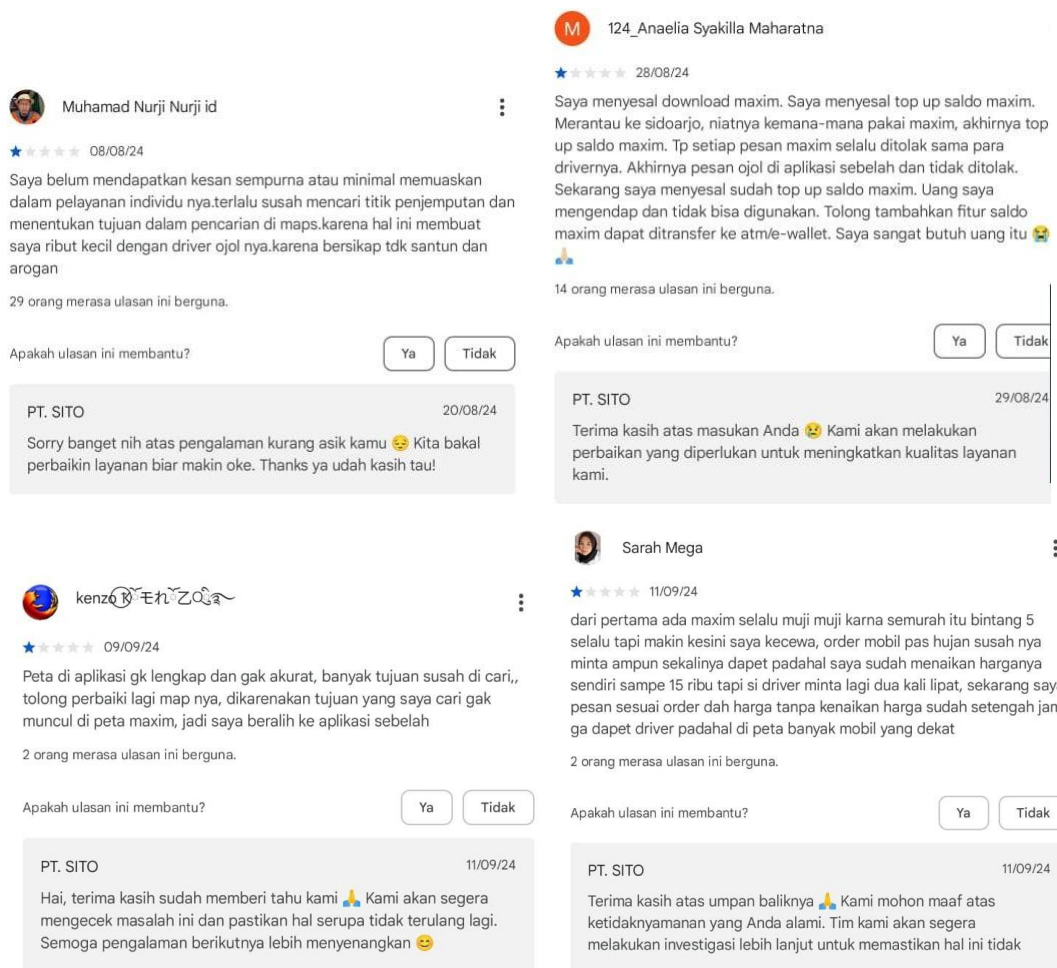 Muhamad Nurji Nurji id
08/08/24
Saya belum mendapatkan kesan sempurna atau minimal memuaskan
dalam pelayanan individu nya.terlalu susah mencari titik penjemputan dan
menentukan tujuan dalam pencarian di maps.karena hal ini membuat
saya ribut kecil dengan driver ojol nya.karena bersikap tdk santun dan
arogan
29 orang merasa ulasan ini berguna.
Apakah ulasan ini membantu?
Ya
Tidak
PT. SITO
20/08/24
Sorry banget nih atas pengalaman kurang asik kamu 😔 Kita bakal
perbaikin layanan biar makin oke. Thanks ya udah kasih tau!
M
124_Anaelia Syakilla Maharatna
28/08/24
Saya menyesal download maxim. Saya menyesal top up saldo maxim.
Merantau ke sidoarjo, niatnya kemana-mana pakai maxim, akhirnya top
up saldo maxim. Tp setiap pesan maxim selalu ditolak sama para
drivernya. Akhirnya pesan ojol di aplikasi sebelah dan tidak ditolak.
Sekarang saya menyesal sudah top up saldo maxim. Uang saya
mengendap dan tidak bisa digunakan. Tolong tambahkan fitur saldo
maxim dapat ditransfer ke atm/e-wallet. Saya sangat butuh uang itu 😭
🙏
14 orang merasa ulasan ini berguna.
Apakah ulasan ini membantu?
Ya
Tidak
PT. SITO
29/08/24
Terima kasih atas masukan Anda 😢 Kami akan melakukan
perbaikan yang diperlukan untuk meningkatkan kualitas layanan
kami.
kenzo
09/09/24
Peta di aplikasi gk lengkap dan gak akurat, banyak tujuan susah di cari,,
tolong perbaiki lagi map nya, dikarenakan tujuan yang saya cari gak
muncul di peta maxim, jadi saya beralih ke aplikasi sebelah
2 orang merasa ulasan ini berguna.
Apakah ulasan ini membantu?
Ya
Tidak
PT. SITO
11/09/24
Hai, terima kasih sudah memberi tahu kami 🙏 Kami akan segera
mengecek masalah ini dan pastikan hal serupa tidak terulang lagi.
Semoga pengalaman berikutnya lebih menyenangkan 😊
Sarah Mega
11/09/24
dari pertama ada maxim selalu muji muji karna semurah itu bintang 5
selalu tapi makin kesini saya kecewa, order mobil pas hujan susah nya
minta ampun sekalinya dapet padahal saya sudah menaikan harganya
sendiri sampe 15 ribu tapi si driver minta lagi dua kali lipat, sekarang say
pesan sesuai order dah harga tanpa kenaikan harga sudah setengah jam
ga dapet driver padahal di peta banyak mobil yang dekat
2 orang merasa ulasan ini berguna.
Apakah ulasan ini membantu?
Ya
Tidak
PT. SITO
11/09/24
Terima kasih atas umpan baliknya 🙏 Kami mohon maaf atas
ketidaknyamanan yang Anda alami. Tim kami akan segera
melakukan investigasi lebih lanjut untuk memastikan hal ini tidak